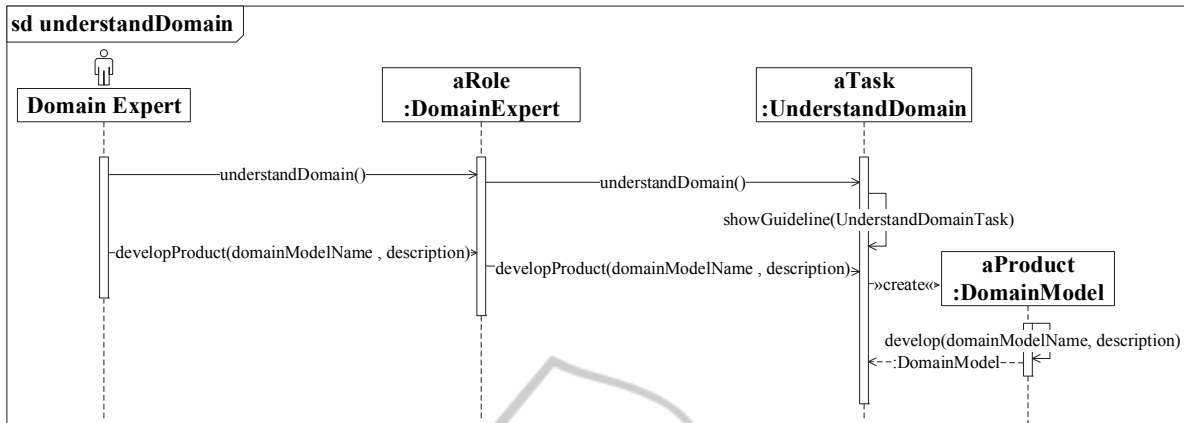 sd understandDomain
Domain Expert
aRole
:DomainExpert
aTask
:UnderstandDomain
understandDomain()
understandDomain()
showGuideline(UnderstandDomainTask)
developProduct(domainModelName , description)
developProduct(domainModelName , description)
»create«
aProduct
:DomainModel
develop(domainModelName, description)
:DomainModel